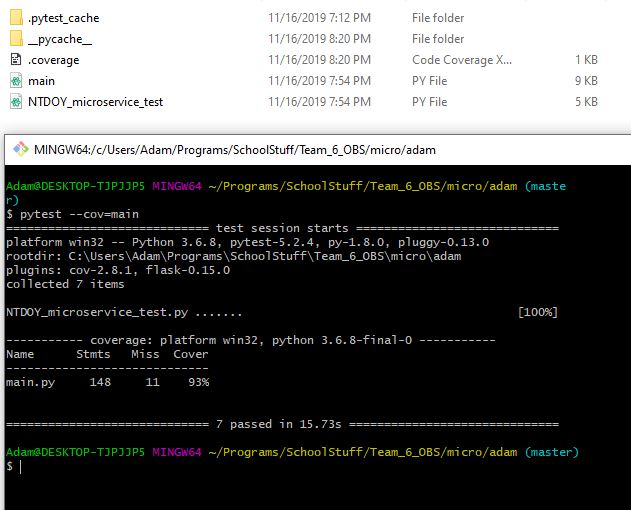 .pytest_cache 11/16/2019 7:12 PM File folder
__pycache__ 11/16/2019 8:20 PM File folder
.coverage 11/16/2019 8:20 PM Code Coverage X... 1 KB
main 11/16/2019 7:54 PM PY File 9 KB
NTDOY_microservice_test 11/16/2019 7:54 PM PY File 5 KB
MINGW64:/c/Users/Adam/Programs/SchoolStuff/Team_6_OBS/micro/adam
Adam@DESKTOP-TJPJJP5 MINGW64 ~/Programs/SchoolStuff/Team_6_OBS/micro/adam (maste
r)
$ pytest --cov=main
============================= test session starts =============================
platform win32 -- Python 3.6.8, pytest-5.2.4, py-1.8.0, pluggy-0.13.0
rootdir: C:\Users\Adam\Programs\SchoolStuff\Team_6_OBS\micro\adam
plugins: cov-2.8.1, flask-0.15.0
collected 7 items
NTDOY_microservice_test.py ....... [100%]
----------- coverage: platform win32, python 3.6.8-final-0 -----------
Name Stmts Miss Cover
-----------------------------
main.py 148 11 93%
============================= 7 passed in 15.73s ==============================
Adam@DESKTOP-TJPJJP5 MINGW64 ~/Programs/SchoolStuff/Team_6_OBS/micro/adam (master)
$